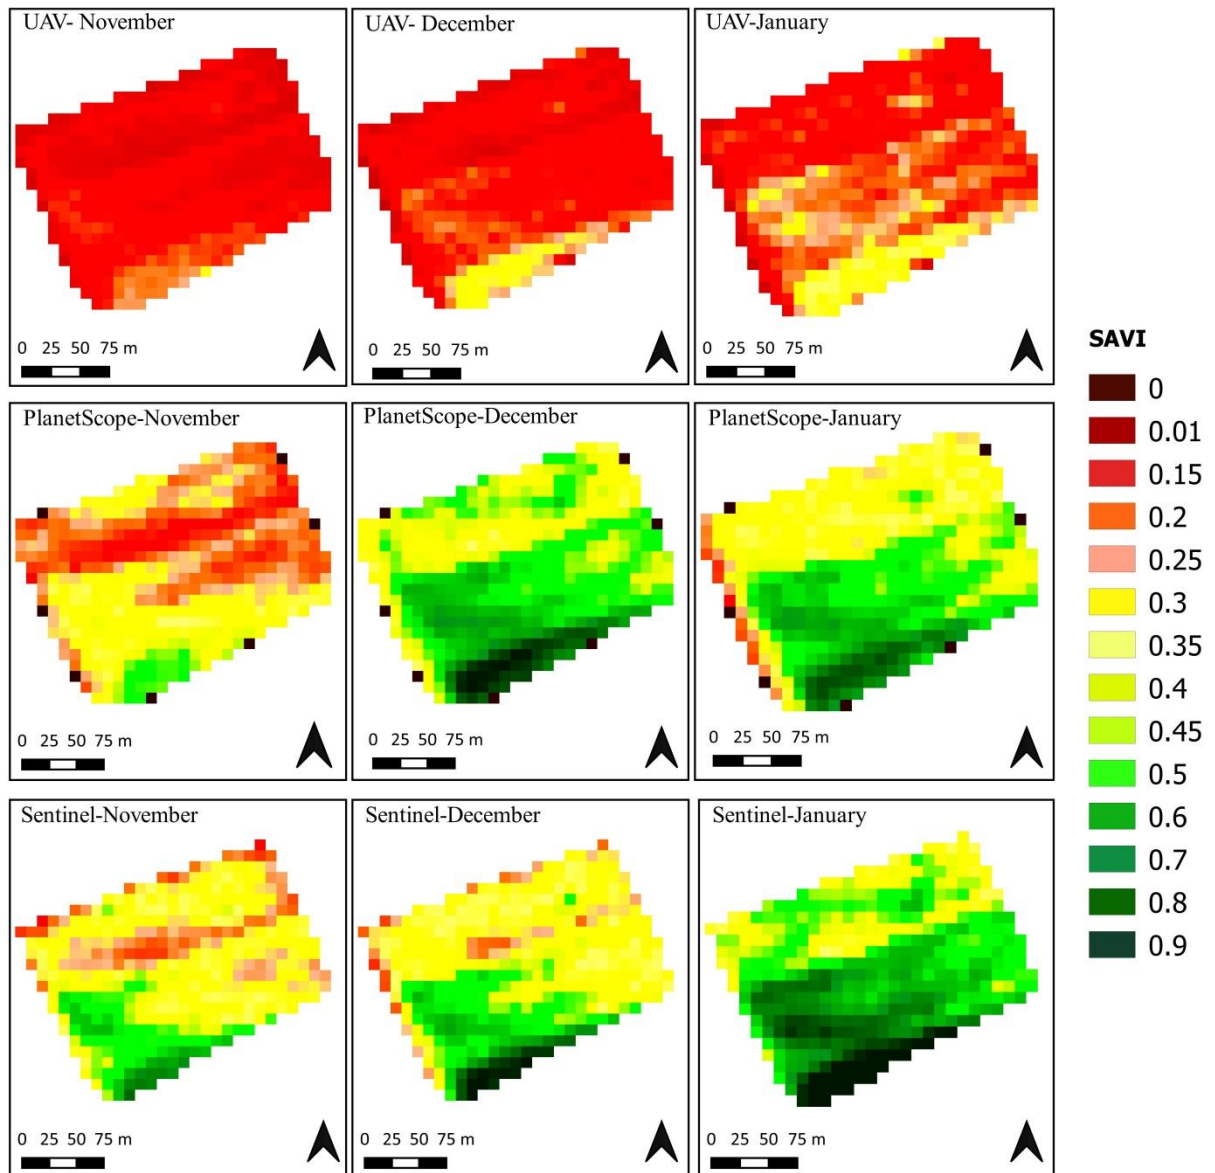 UAV- November
UAV- December
UAV-January
0 25 50 75 m
0 25 50 75 m
0 25 50 75 m
PlanetScope-November
PlanetScope-December
PlanetScope-January
0 25 50 75 m
0 25 50 75 m
0 25 50 75 m
Sentinel-November
Sentinel-December
Sentinel-January
0 25 50 75 m
0 25 50 75 m
0 25 50 75 m
SAVI
0
0.01
0.15
0.2
0.25
0.3
0.35
0.4
0.45
0.5
0.6
0.7
0.8
0.9